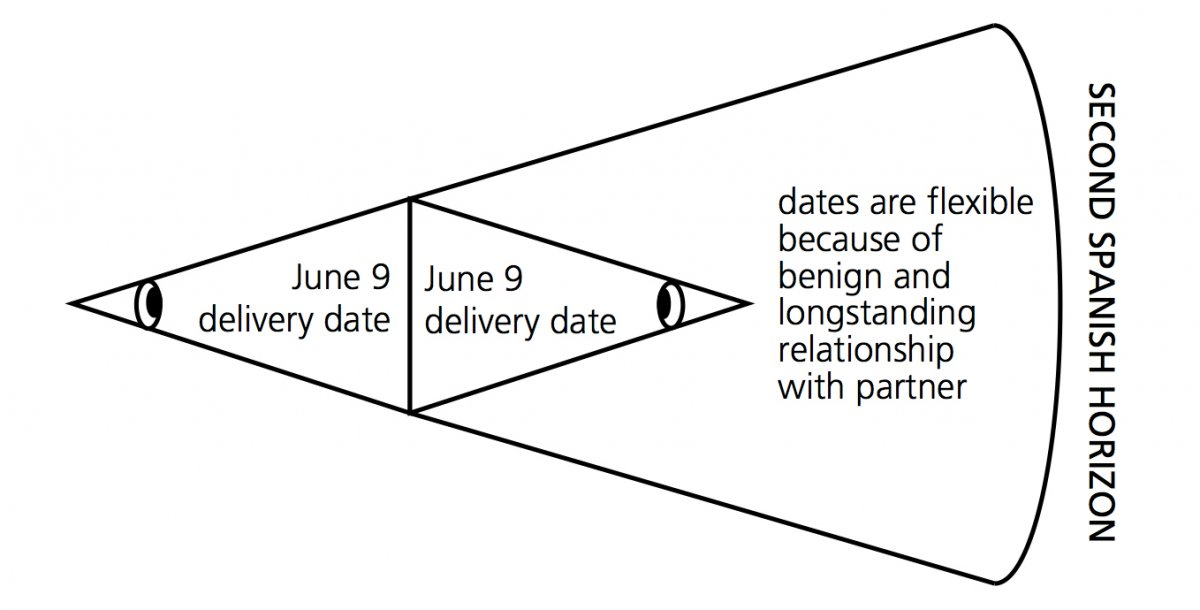 June 9
delivery date
June 9
delivery date
dates are flexible
because of
benign and
longstanding
relationship
with partner
SECOND SPANISH HORIZON